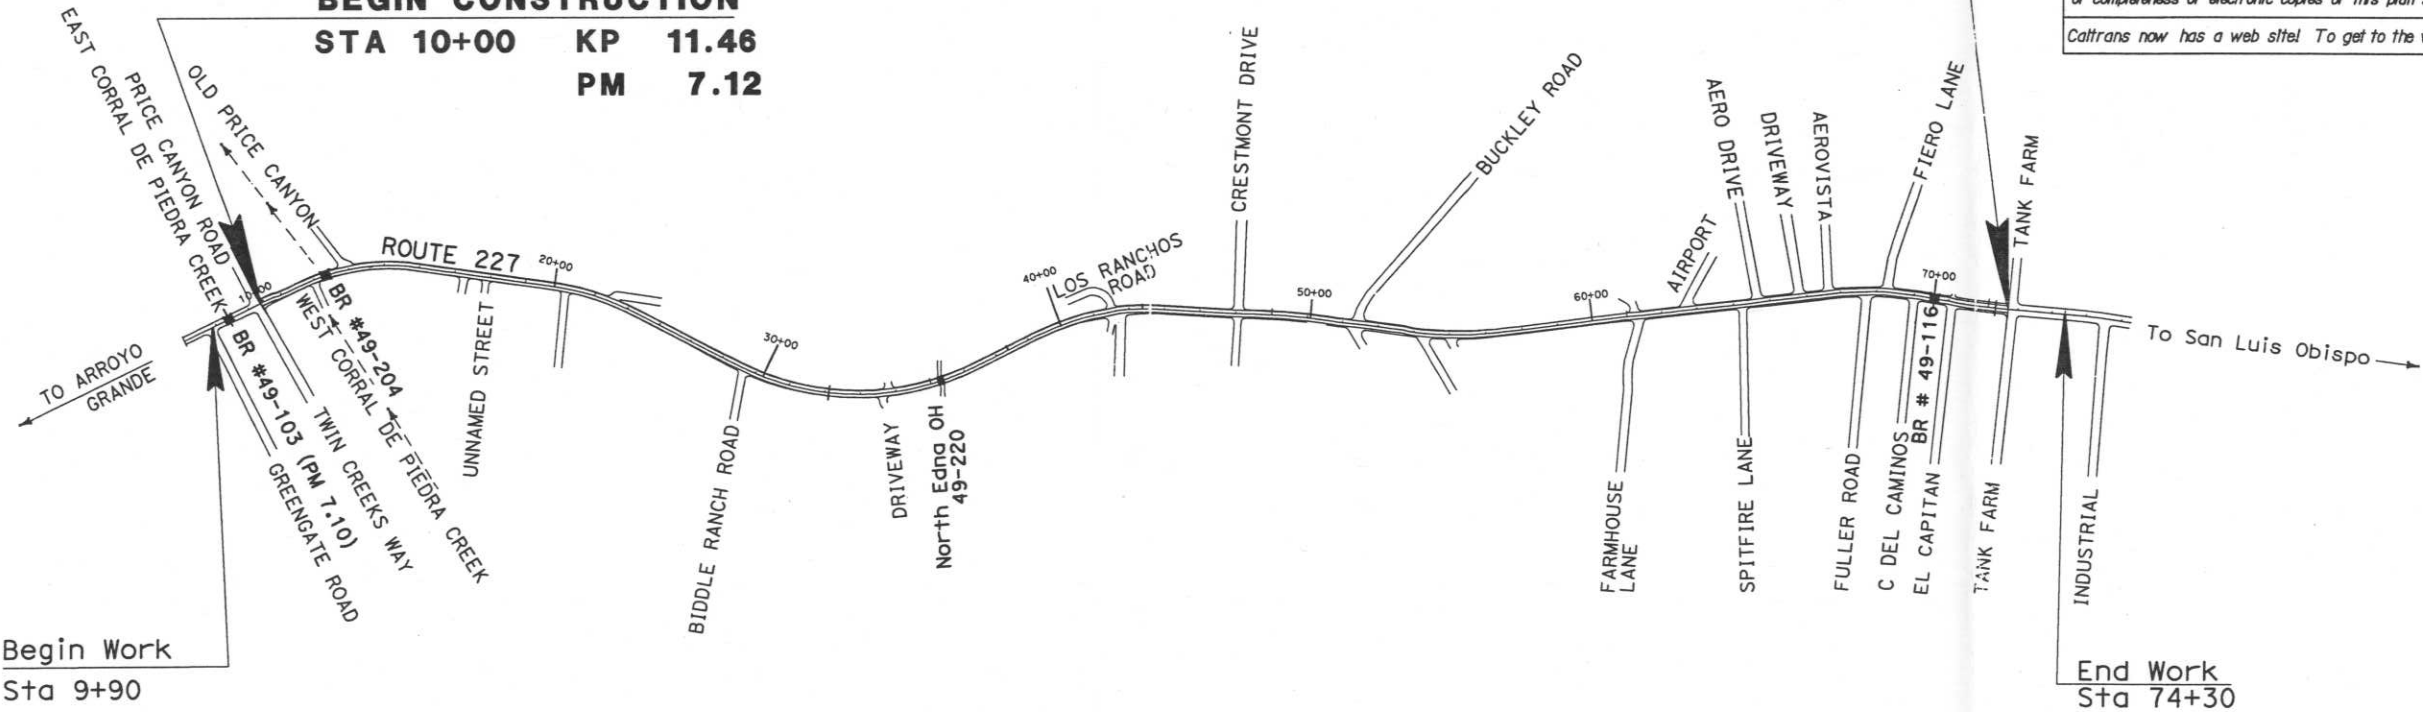 BEGIN CONSTRUCTION
STA 10+00 KP 11.46
PM 7.12
Caltrans now has a web site! To get to the
EAST CORRAL DE PIEDRA CREEK
PRICE CANYON ROAD
OLD PRICE CANYON
ROUTE 227
10+00
20+00
30+00
40+00
50+00
60+00
70+00
LOS RANCHOS
ROAD
CRESTMONT DRIVE
BUCKLEY ROAD
AIRPORT
AERO DRIVE
DRIVEWAY
AEROVISTA
FIERO LANE
TANK FARM
TO ARROYO
GRANDE
To San Luis Obispo
BR #49-204
WEST CORRAL DE PIEDRA CREEK
BR #49-103 (PM 7.10)
TWIN CREEKS WAY
GREENGATE ROAD
UNNAMED STREET
BIDDLE RANCH ROAD
DRIVEWAY
North Edna OH
49-220
FARMHOUSE
LANE
SPITFIRE LANE
FULLER ROAD
C DEL CAMINOS
BR # 49-116
EL CAPITAN
TANK FARM
INDUSTRIAL
Begin Work
Sta 9+90
End Work
Sta 74+30